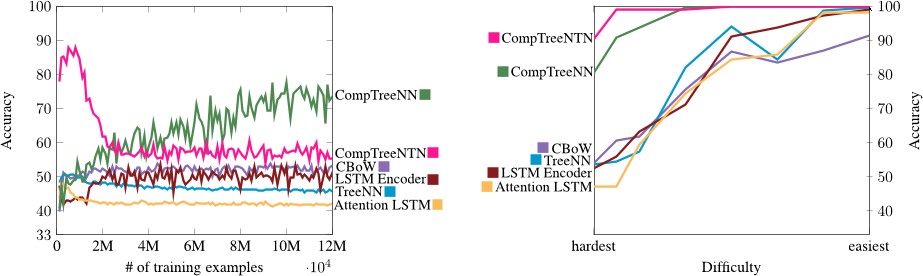 100
90
80
70
60
50
40
33
Accuracy
0
2M
4M
6M
8M
10M
12M
# of training examples
·10⁴
CompTreeNN
CompTreeNTN
CBoW
LSTM Encoder
TreeNN
Attention LSTM
CompTreeNTN
CompTreeNN
CBoW
TreeNN
LSTM Encoder
Attention LSTM
100
90
80
70
60
50
40
33
Accuracy
hardest
easiest
Difficulty